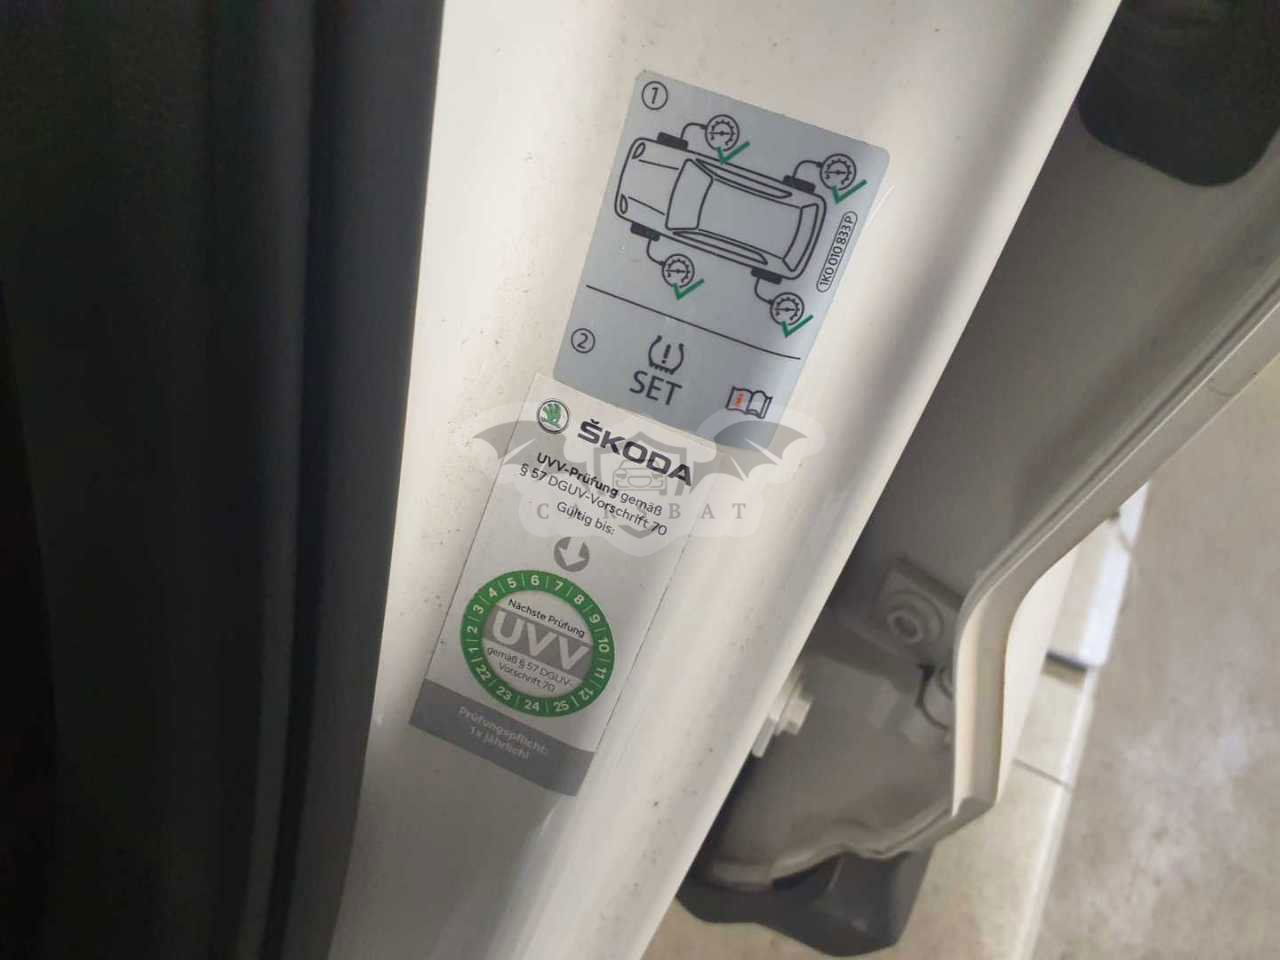 1
1K0 010 833 P
2
SET
i
ŠKODA
UVV-Prüfung gemäß
§ 57 DGUV-Vorschrift 70
Gültig bis:
CARSBAT
1 2 3 4 5 6 7 8 9 10 11 12
Nächste Prüfung
UVV
gemäß § 57 DGUV-
Vorschrift 70
22 23 24 25
Prüfungspflicht:
1x jährlich!